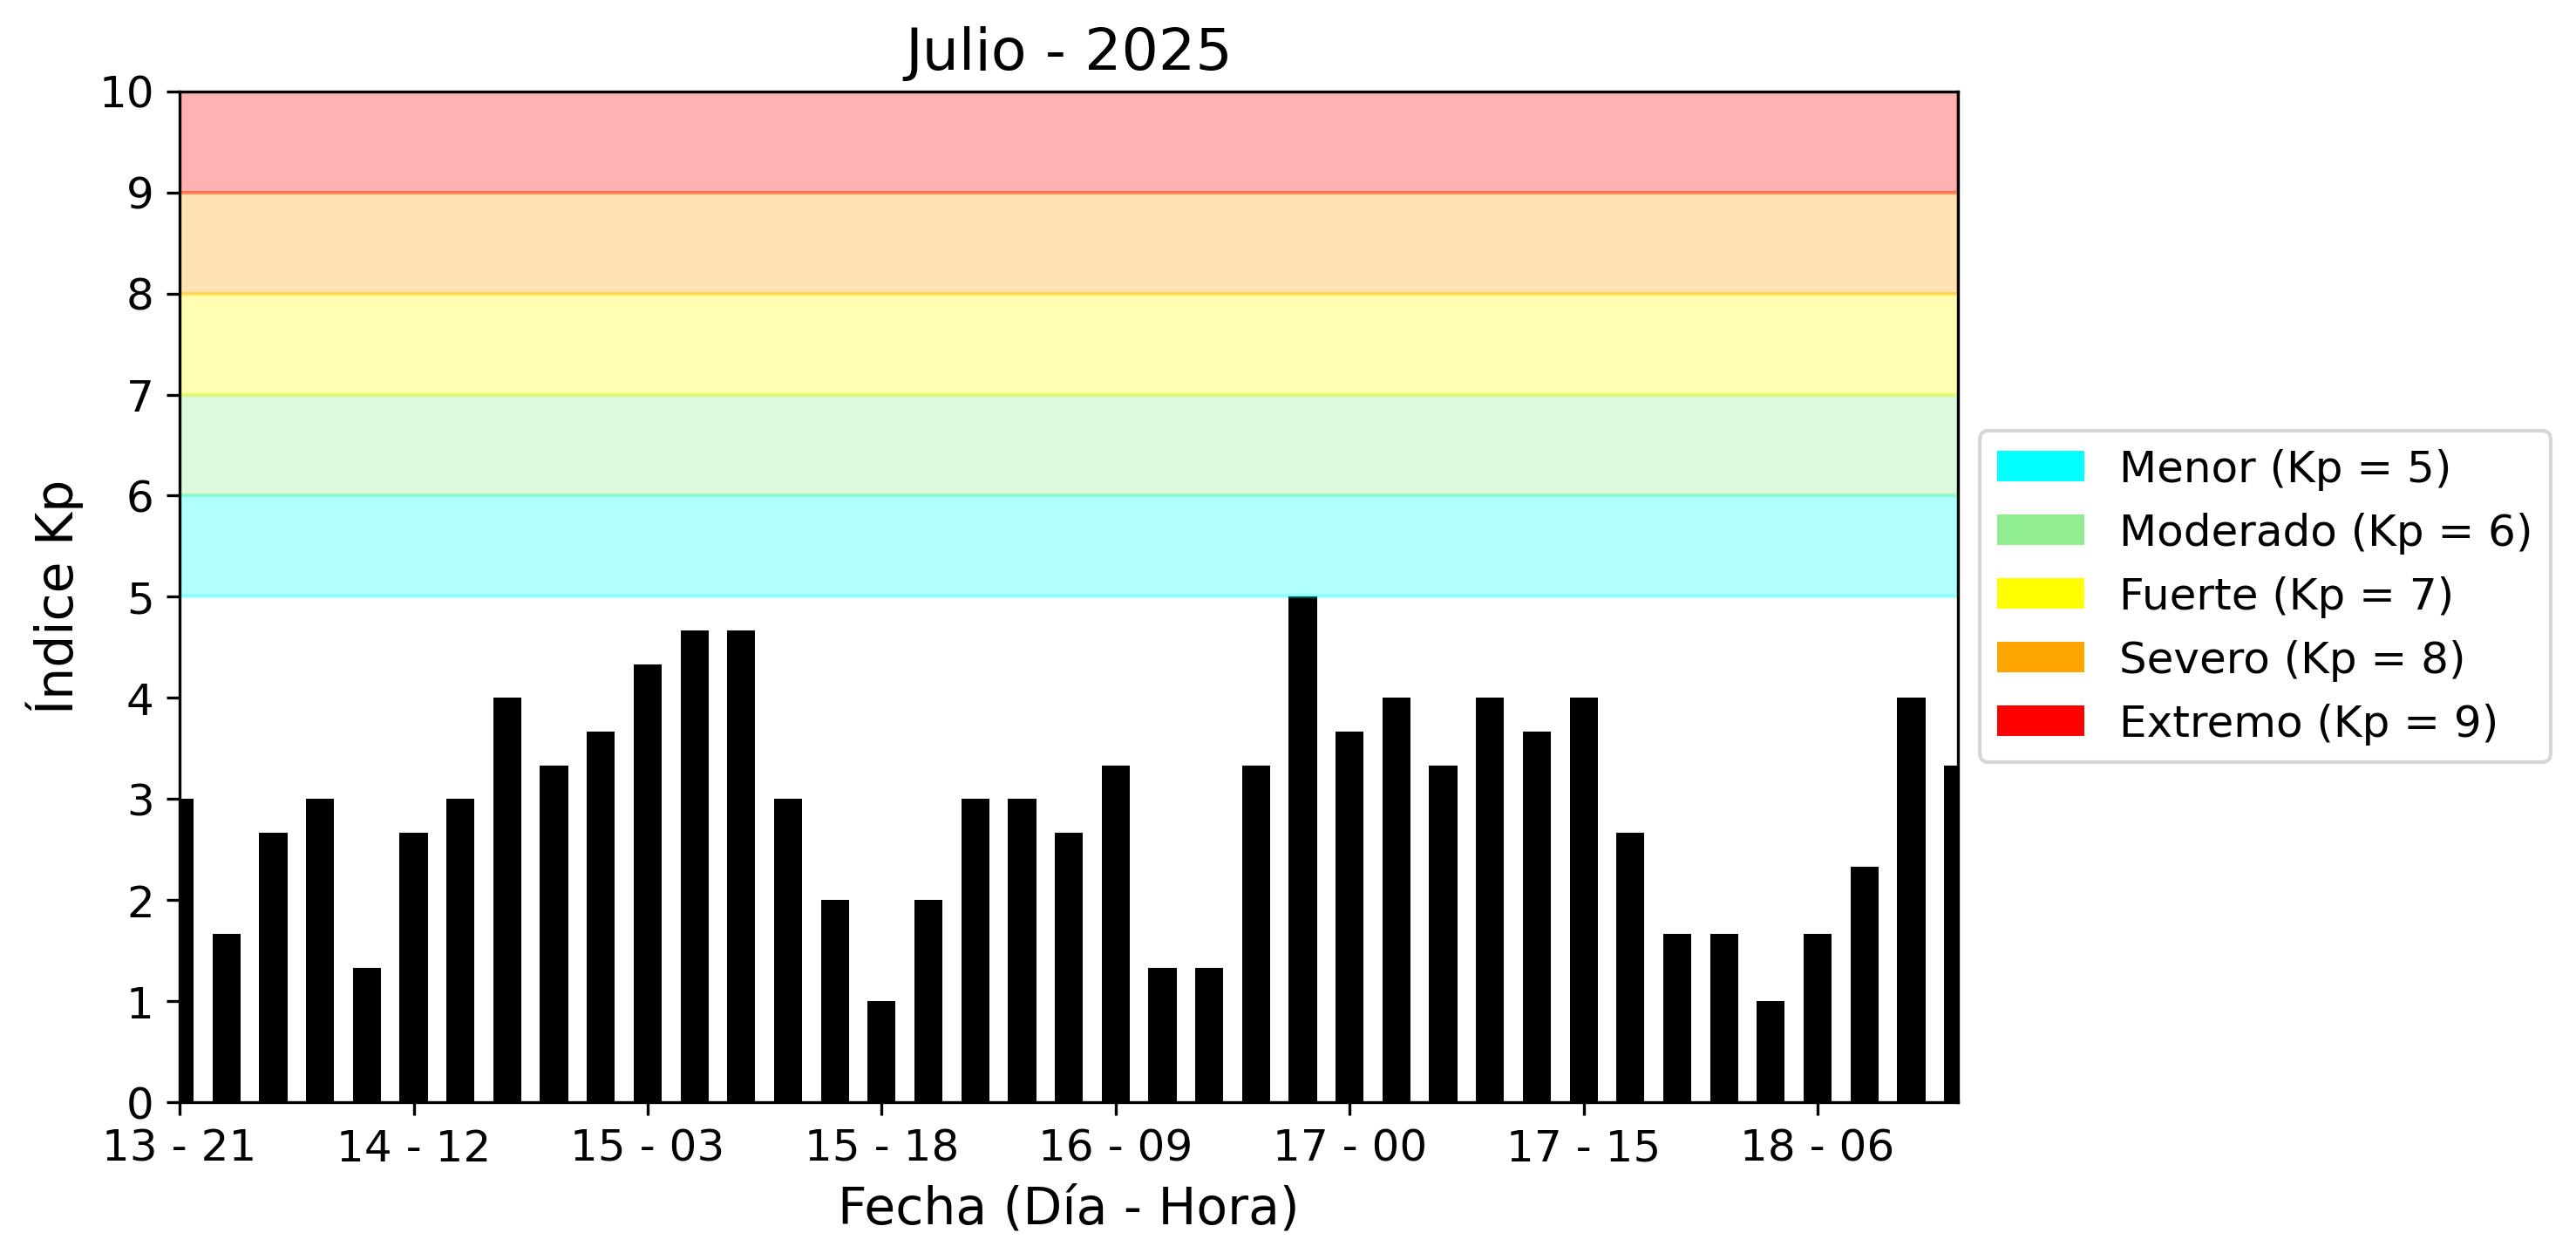 Julio - 2025
10
9
8
7
6
5
4
3
2
1
0
Índice Kp
13 - 21
14 - 12
15 - 03
15 - 18
16 - 09
17 - 00
17 - 15
18 - 06
Fecha (Día - Hora)
Menor (Kp = 5)
Moderado (Kp = 6)
Fuerte (Kp = 7)
Severo (Kp = 8)
Extremo (Kp = 9)